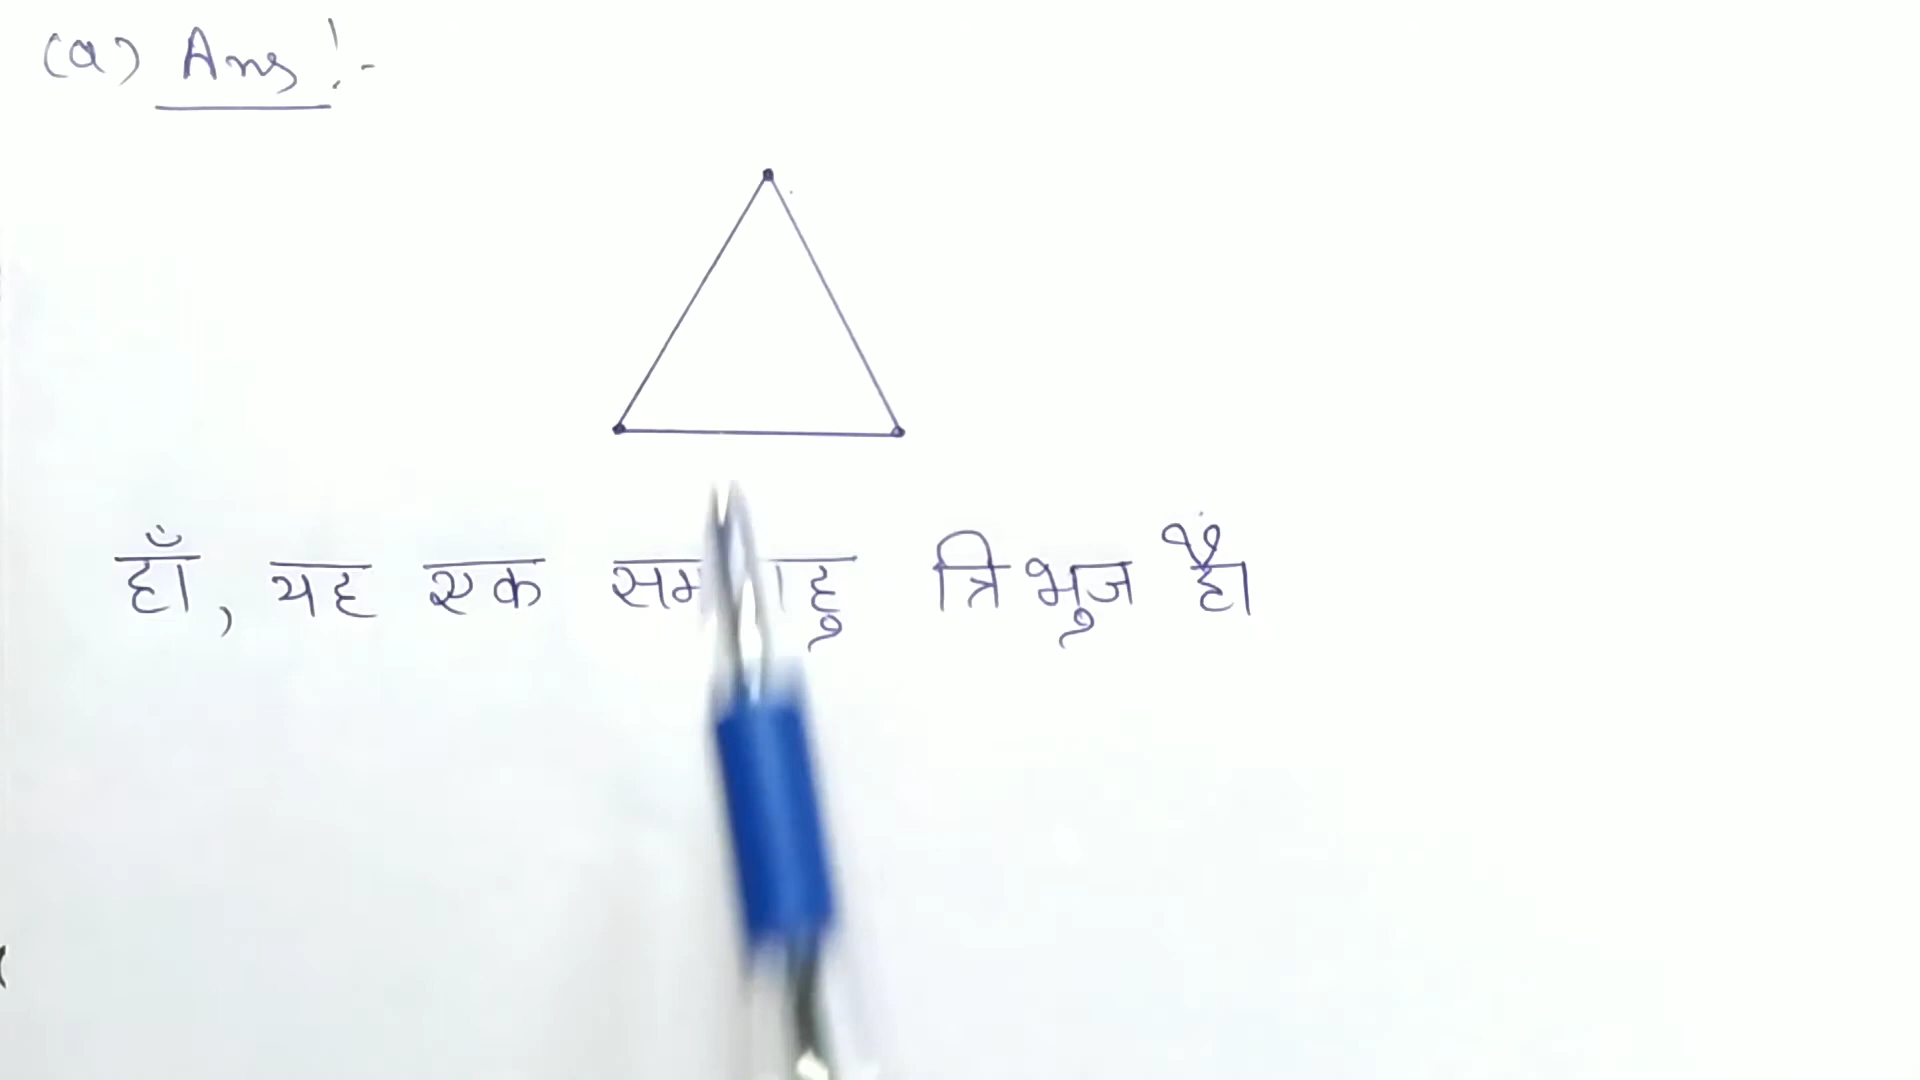 (a) Ans :-
हाँ, यह एक त्रिभुज है।